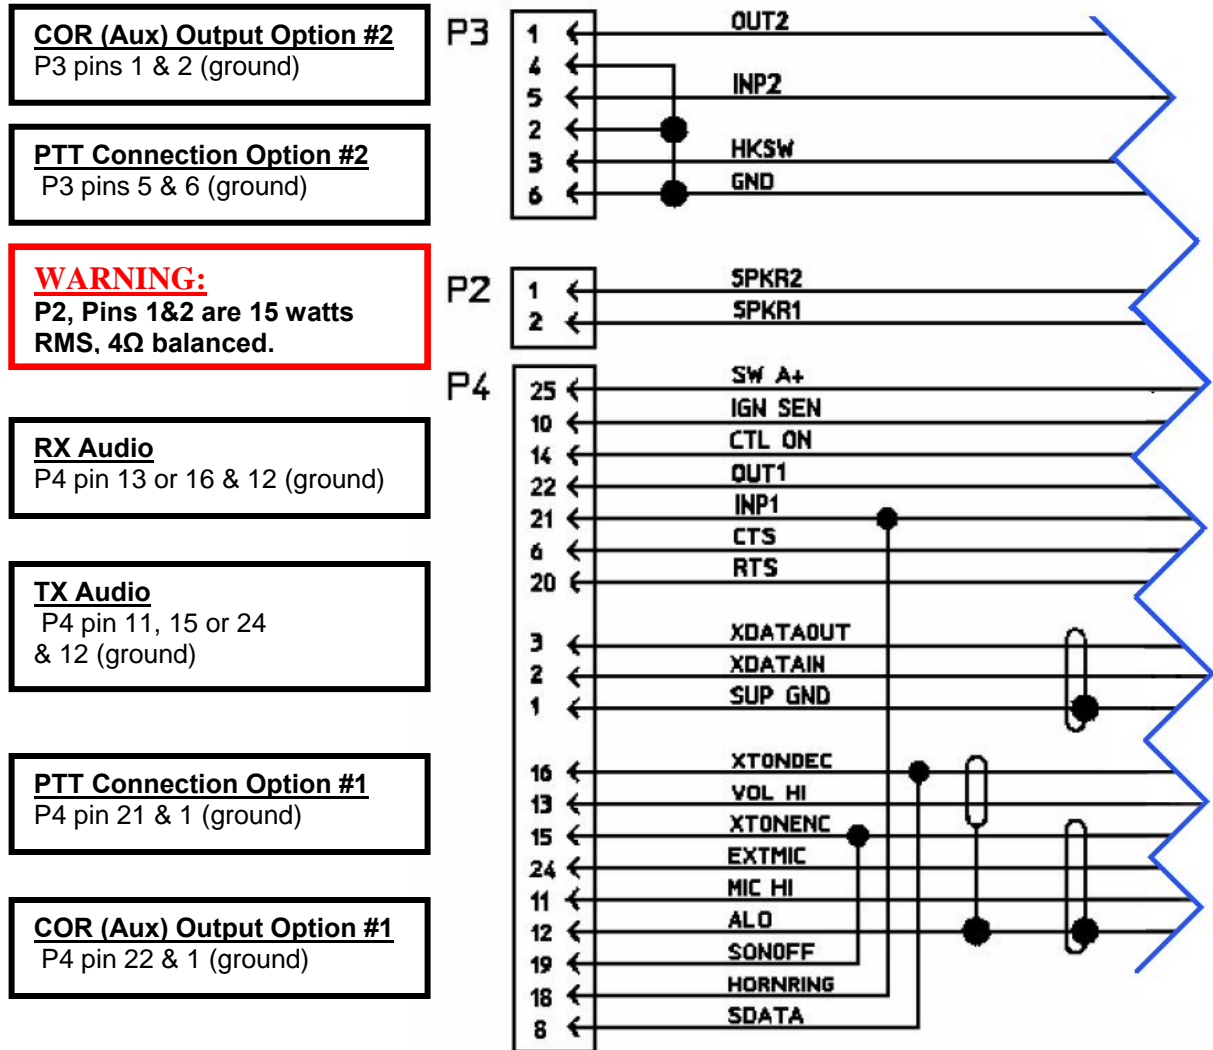 COR (Aux) Output Option #2
P3 pins 1 & 2 (ground)
PTT Connection Option #2
P3 pins 5 & 6 (ground)
WARNING:
P2, Pins 1&2 are 15 watts
RMS, 4Ω balanced.
RX Audio
P4 pin 13 or 16 & 12 (ground)
TX Audio
P4 pin 11, 15 or 24
& 12 (ground)
PTT Connection Option #1
P4 pin 21 & 1 (ground)
COR (Aux) Output Option #1
P4 pin 22 & 1 (ground)
P3
1 OUT2
4
5 INP2
2
3 HKSW
6 GND
P2
1 SPKR2
2 SPKR1
P4
25 SW A+
10 IGN SEN
14 CTL ON
22 OUT1
21 INP1
6 CTS
20 RTS
3 XDATAOUT
2 XDATAIN
1 SUP GND
16 XTONDEC
13 VOL HI
15 XTONENC
24 EXTMIC
11 MIC HI
12 ALO
19 SONOFF
18 HORNRING
8 SDATA